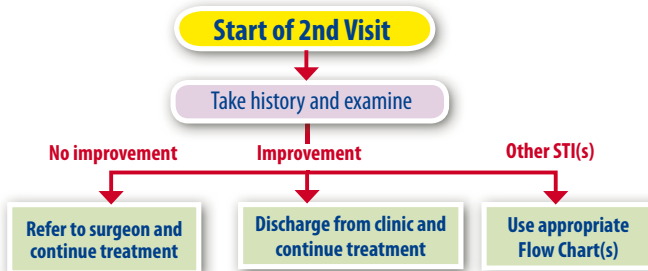 Start of 2nd Visit
Take history and examine
No improvement
Improvement
Other STI(s)
Refer to surgeon and
continue treatment
Discharge from clinic and
continue treatment
Use appropriate
Flow Chart(s)